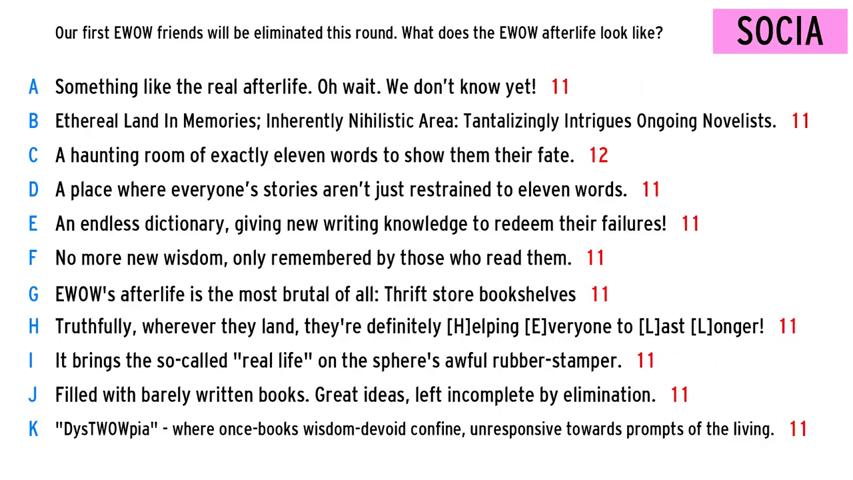 Our first EWOW friends will be eliminated this round. What does the EWOW afterlife look like?
SOCIA
A Something like the real afterlife. Oh wait. We don't know yet! 11
B Ethereal Land In Memories; Inherently Nihilistic Area: Tantalizingly Intrigues Ongoing Novelists. 11
C A haunting room of exactly eleven words to show them their fate. 12
D A place where everyone's stories aren't just restrained to eleven words. 11
E An endless dictionary, giving new writing knowledge to redeem their failures! 11
F No more new wisdom, only remembered by those who read them. 11
G EWOW's afterlife is the most brutal of all: Thrift store bookshelves 11
H Truthfully, wherever they land, they're definitely [H]elping [E]veryone to [L]ast [L]onger! 11
I It brings the so-called "real life" on the sphere's awful rubber-stamper. 11
J Filled with barely written books. Great ideas, left incomplete by elimination. 11
K "DysTWOWpia" - where once-books wisdom-devoid confine, unresponsive towards prompts of the living. 11